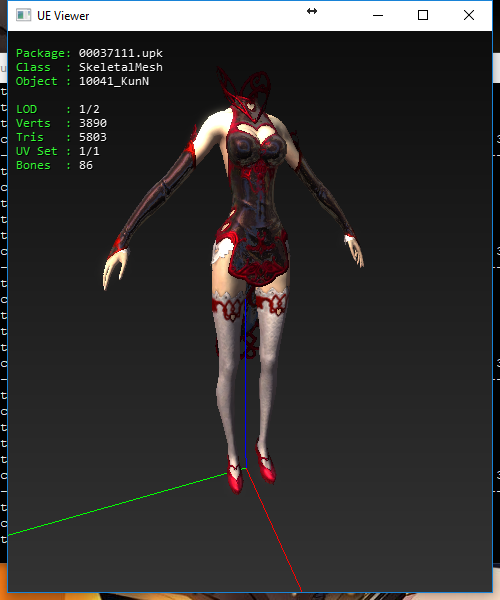 UE Viewer
Package: 00037111.upk
Class  : SkeletalMesh
Object : 10041_KunN
LOD    : 1/2
Verts  : 3890
Tris   : 5803
UV Set : 1/1
Bones  : 86